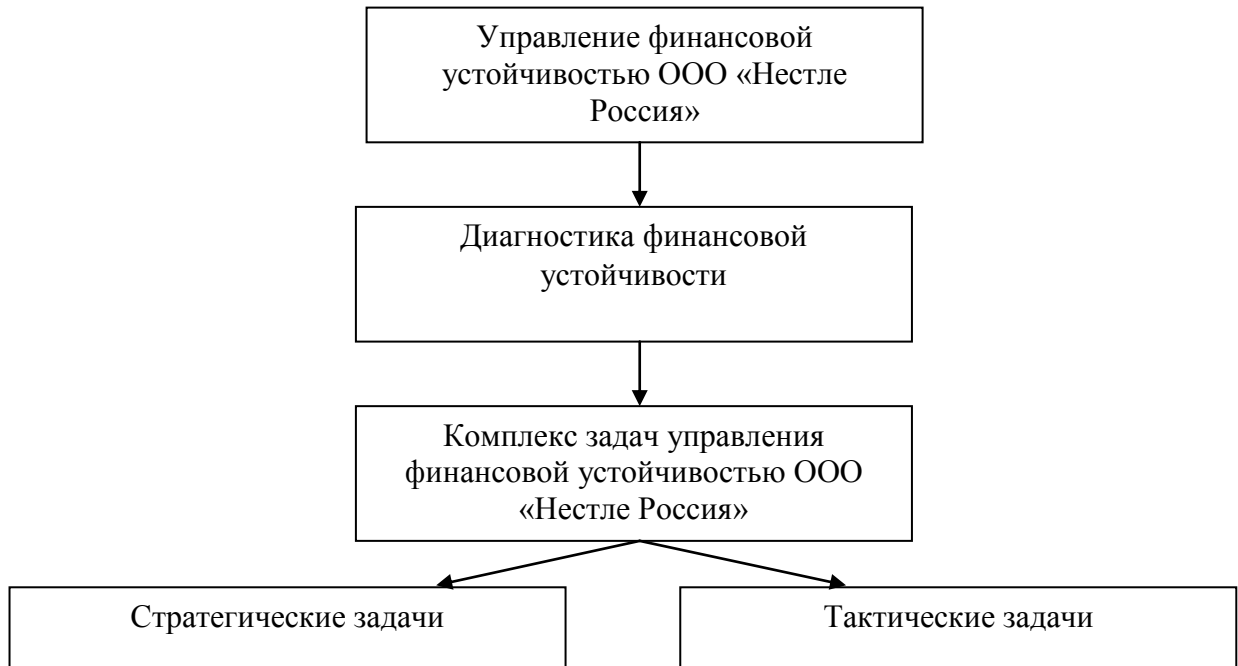 Управление финансовой
устойчивостью ООО «Нестле
Россия»
Диагностика финансовой
устойчивости
Комплекс задач управления
финансовой устойчивостью ООО
«Нестле Россия»
Стратегические задачи
Тактические задачи